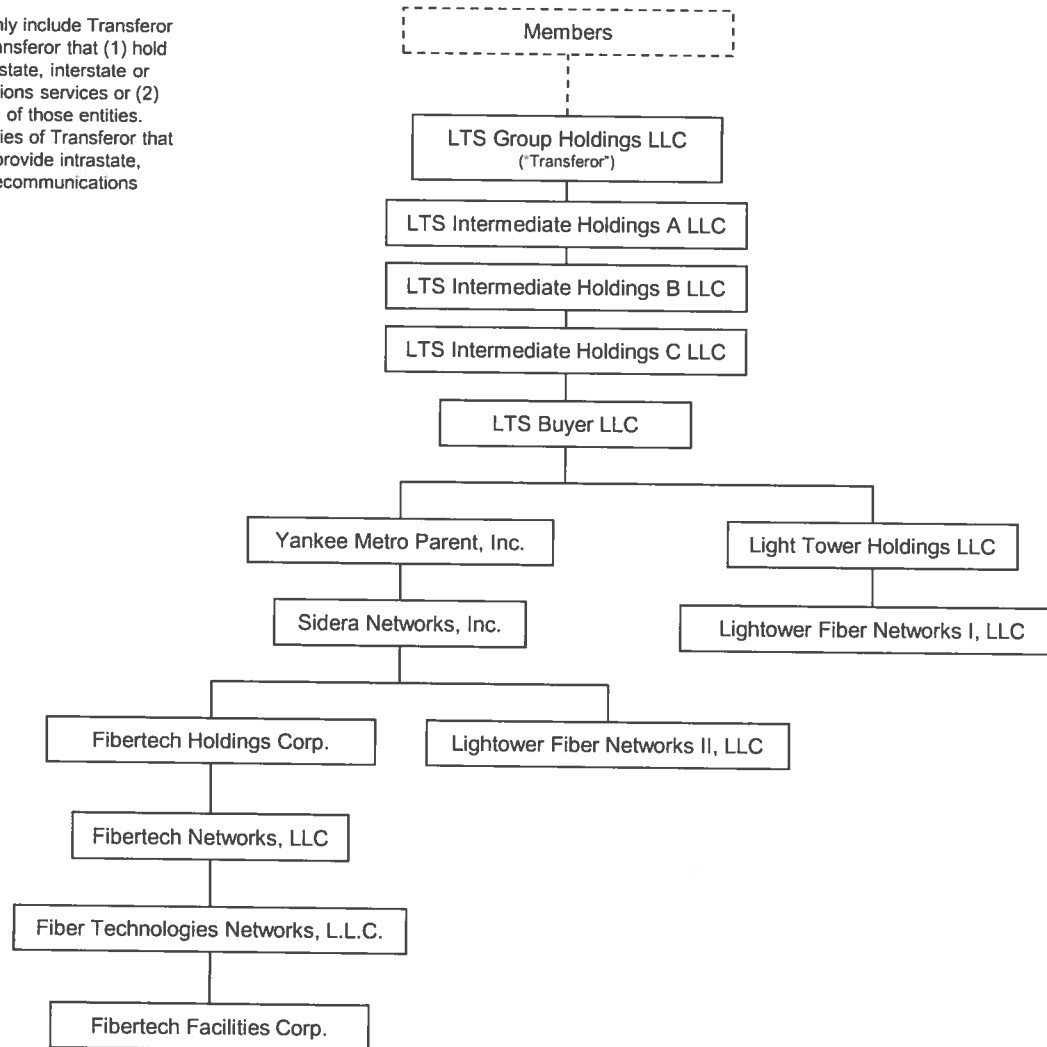 nly include Transferor
ansferor that (1) hold
state, interstate or
ions services or (2)
of those entities.
ies of Transferor that
provide intrastate,
ecommunications
Members
LTS Group Holdings LLC
("Transferor")
LTS Intermediate Holdings A LLC
LTS Intermediate Holdings B LLC
LTS Intermediate Holdings C LLC
LTS Buyer LLC
Yankee Metro Parent, Inc.
Light Tower Holdings LLC
Sidera Networks, Inc.
Lightower Fiber Networks I, LLC
Fibertech Holdings Corp.
Lightower Fiber Networks II, LLC
Fibertech Networks, LLC
Fiber Technologies Networks, L.L.C.
Fibertech Facilities Corp.